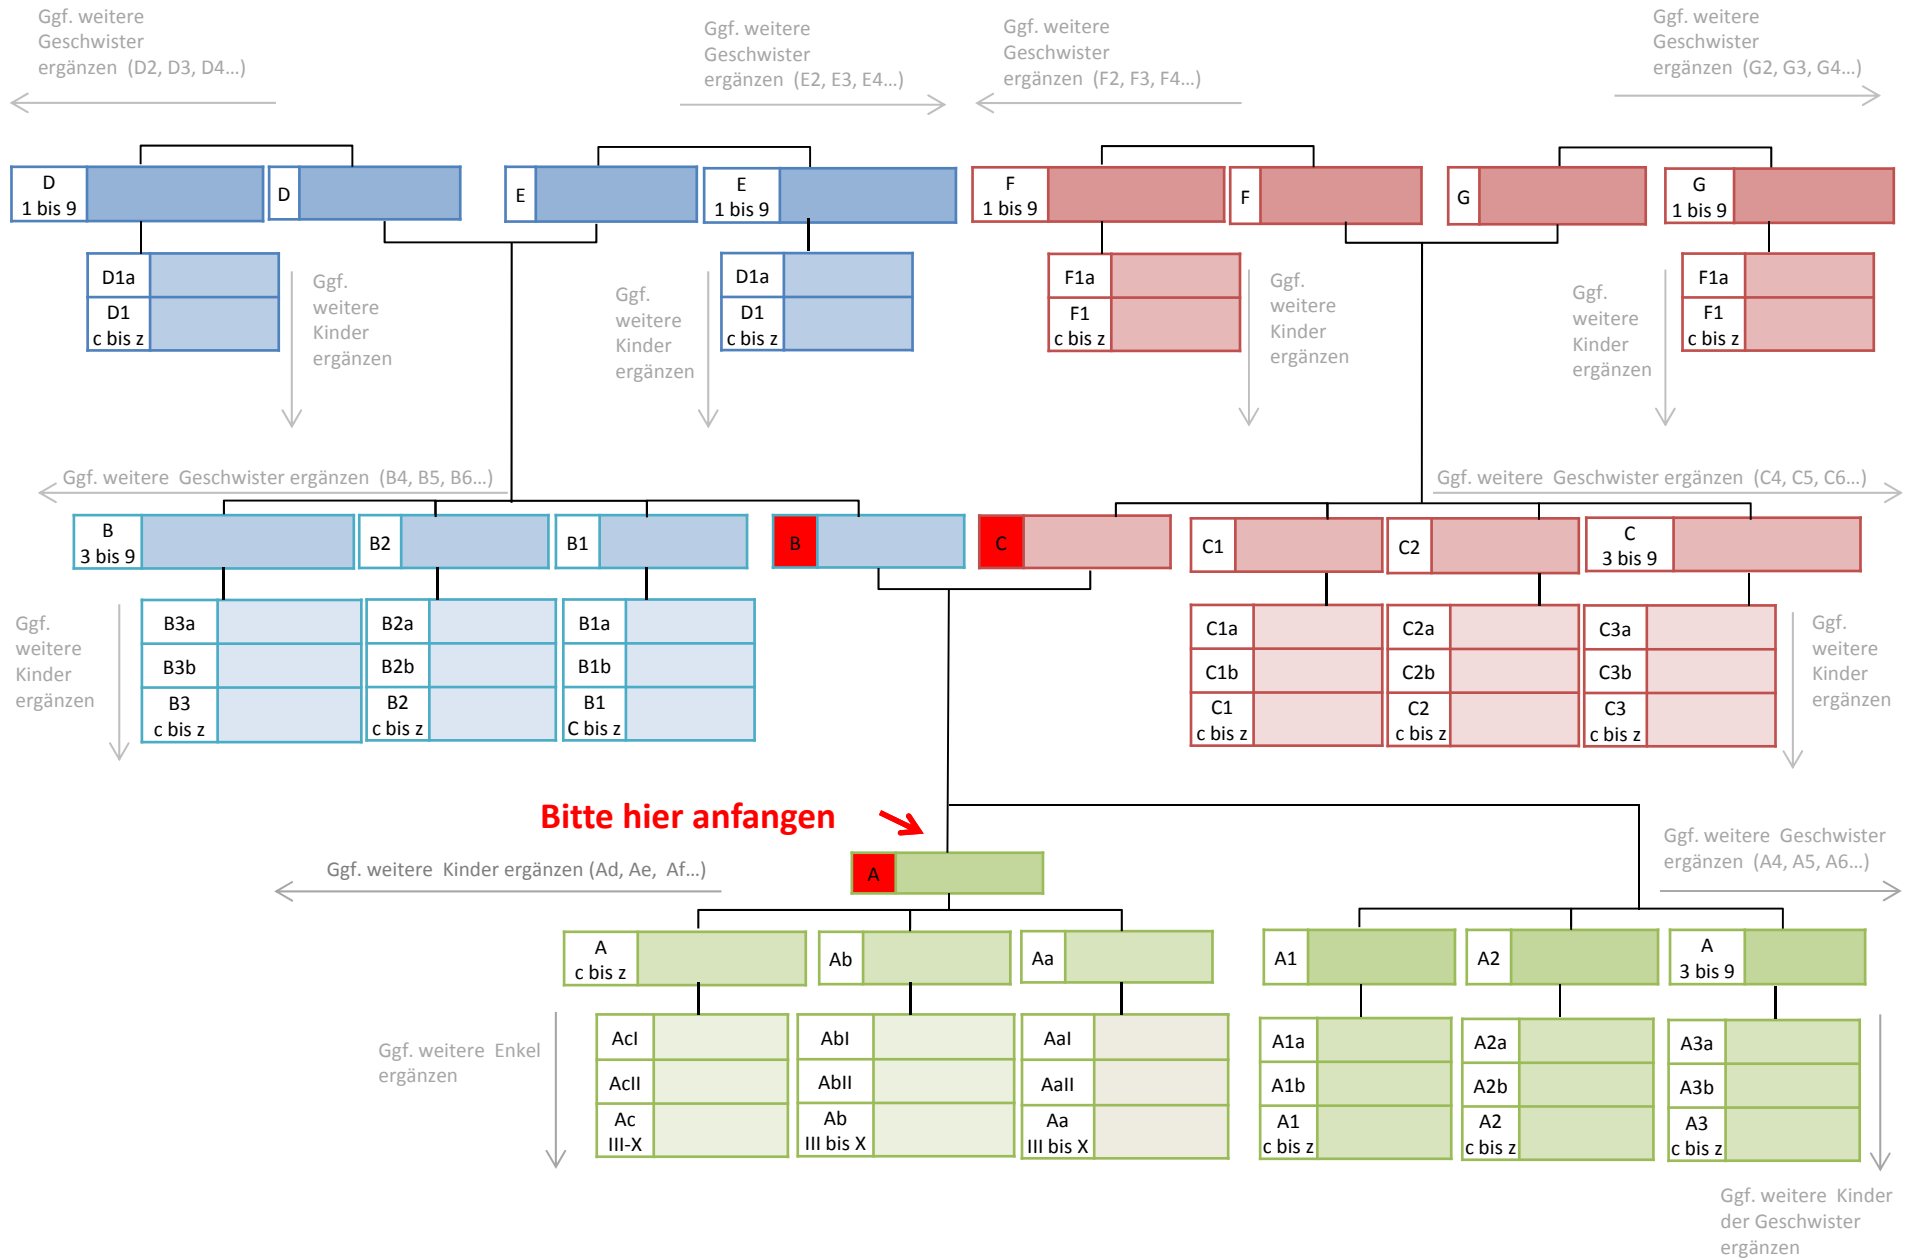 Ggf. weitere
Geschwister
ergänzen (D2, D3, D4...)
Ggf. weitere
Geschwister
ergänzen (E2, E3, E4...)
Ggf. weitere
Geschwister
ergänzen (F2, F3, F4...)
Ggf. weitere
Geschwister
ergänzen (G2, G3, G4...)
D
1 bis 9
D
E
E
1 bis 9
F
1 bis 9
F
G
G
1 bis 9
D1a
D1
c bis z
Ggf.
weitere
Kinder
ergänzen
Ggf.
weitere
Kinder
ergänzen
D1a
D1
c bis z
F1a
F1
c bis z
Ggf.
weitere
Kinder
ergänzen
Ggf.
weitere
Kinder
ergänzen
F1a
F1
c bis z
Ggf. weitere Geschwister ergänzen (B4, B5, B6...)
Ggf. weitere Geschwister ergänzen (C4, C5, C6...)
B
3 bis 9
B2
B1
B
C
C1
C2
C
3 bis 9
Ggf.
weitere
Kinder
ergänzen
B3a
B3b
B3
c bis z
B2a
B2b
B2
c bis z
B1a
B1b
B1
C bis z
C1a
C1b
C1
c bis z
C2a
C2b
C2
c bis z
C3a
C3b
C3
c bis z
Ggf.
weitere
Kinder
ergänzen
Bitte hier anfangen
Ggf. weitere Kinder ergänzen (Ad, Ae, Af...)
A
Ggf. weitere Geschwister
ergänzen (A4, A5, A6...)
A
c bis z
Ab
Aa
A1
A2
A
3 bis 9
Ggf. weitere Enkel
ergänzen
AcI
AcII
Ac
III-X
AbI
AbII
Ab
III bis X
AaI
AaII
Aa
III bis X
A1a
A1b
A1
c bis z
A2a
A2b
A2
c bis z
A3a
A3b
A3
c bis z
Ggf. weitere Kinder
der Geschwister
ergänzen